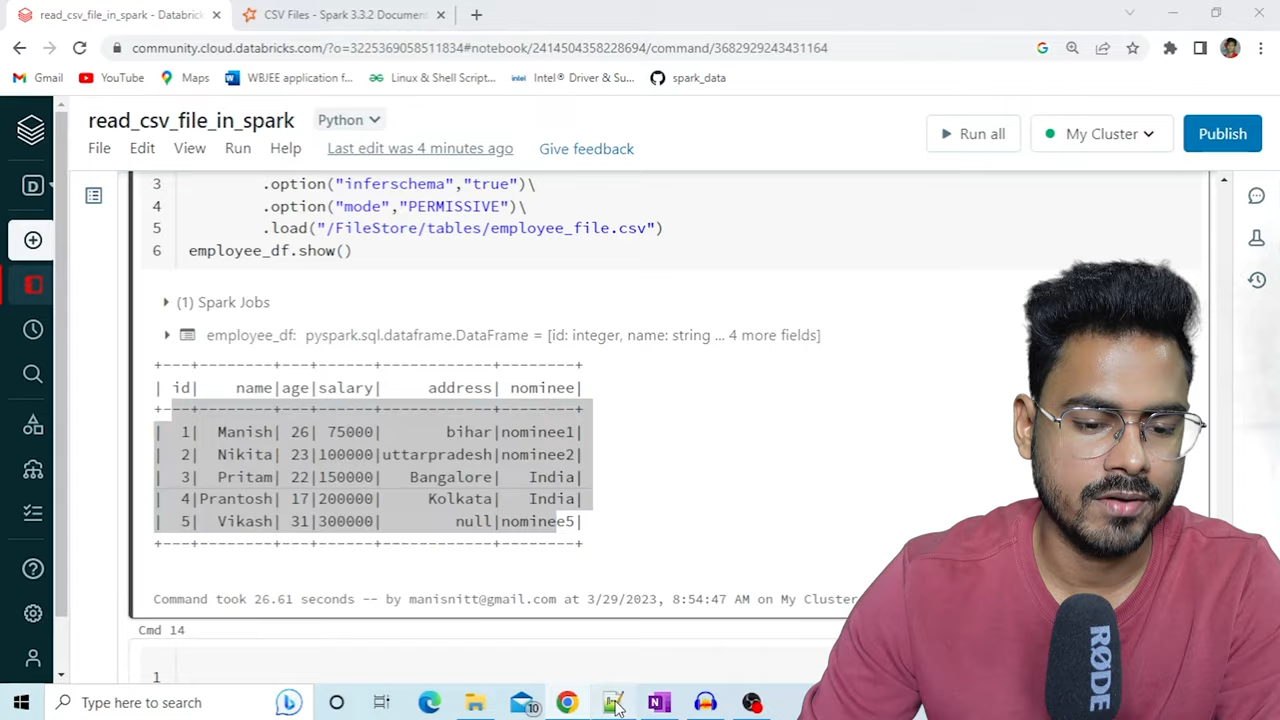 read_csv_file_in_spark - Databric
CSV Files - Spark 3.3.2 Document
community.cloud.databricks.com/?o=3225369058511834#notebook/2414504358228694/command/3682929243431164
Gmail
YouTube
Maps
WBJEE application f...
Linux & Shell Script...
Intel® Driver & Su...
spark_data
read_csv_file_in_spark
Python
File
Edit
View
Run
Help
Last edit was 4 minutes ago
Give feedback
Run all
My Cluster
Publish
D
3 .option("inferschema","true")\
4 .option("mode","PERMISSIVE")\
5 .load("/FileStore/tables/employee_file.csv")
6 employee_df.show()
(1) Spark Jobs
employee_df: pyspark.sql.dataframe.DataFrame = [id: integer, name: string ... 4 more fields]
+---+--------+---+------+------------+--------+
| id| name|age|salary| address| nominee|
+---+--------+---+------+------------+--------+
| 1| Manish| 26| 75000| bihar|nominee1|
| 2| Nikita| 23|100000|uttarpradesh|nominee2|
| 3| Pritam| 22|150000| Bangalore| India|
| 4|Prantosh| 17|200000| Kolkata| India|
| 5| Vikash| 31|300000| null|nominee5|
+---+--------+---+------+------------+--------+
Command took 26.61 seconds -- by manisnitt@gmail.com at 3/29/2023, 8:54:47 AM on My Cluster
Cmd 14
1
RØDE
Type here to search
10